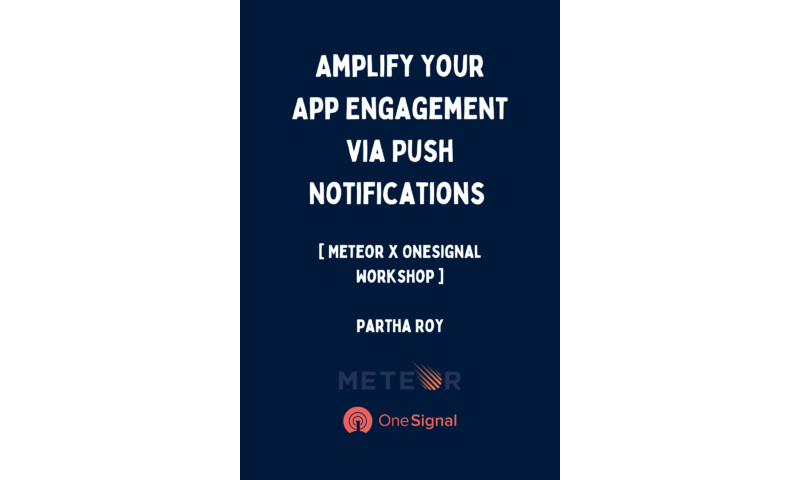 AMPLIFY YOUR
APP ENGAGEMENT
VIA PUSH
NOTIFICATIONS
[ METEOR X ONESIGNAL
WORKSHOP ]
PARTHA ROY
METEOR
OneSignal